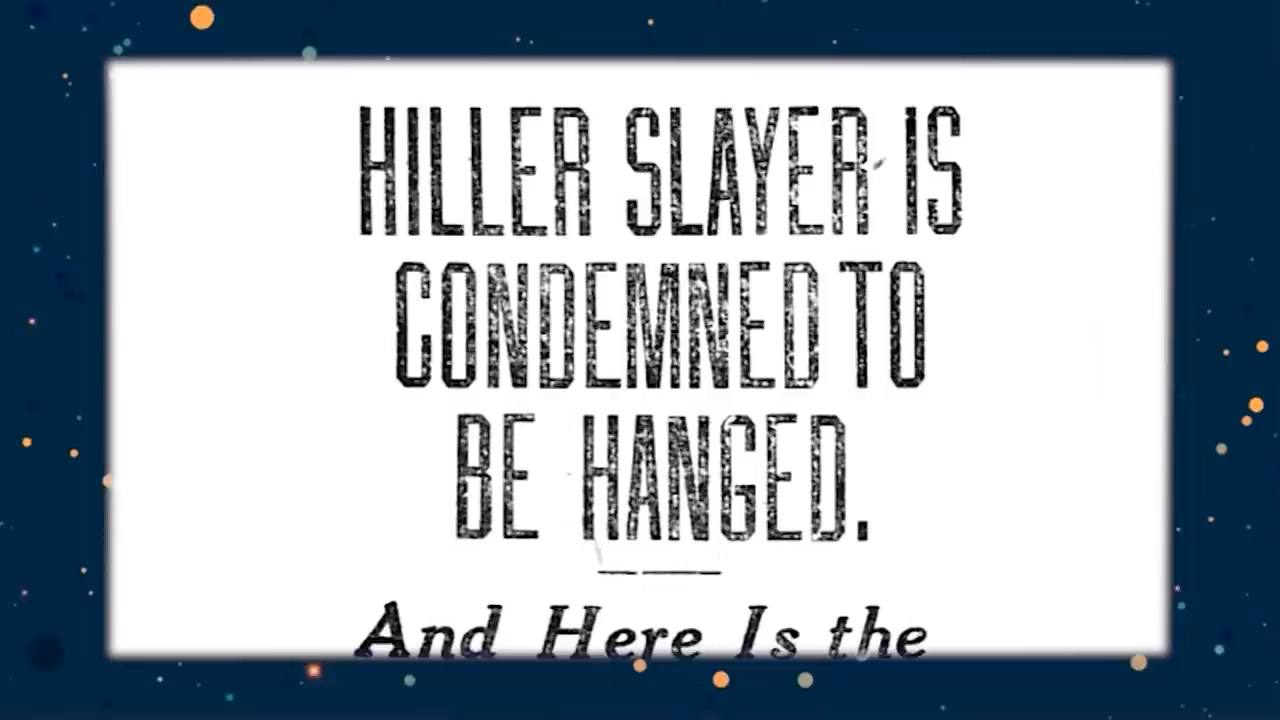 HILLER SLAYER IS
CONDEMNED TO
BE HANGED.
And Here Is the